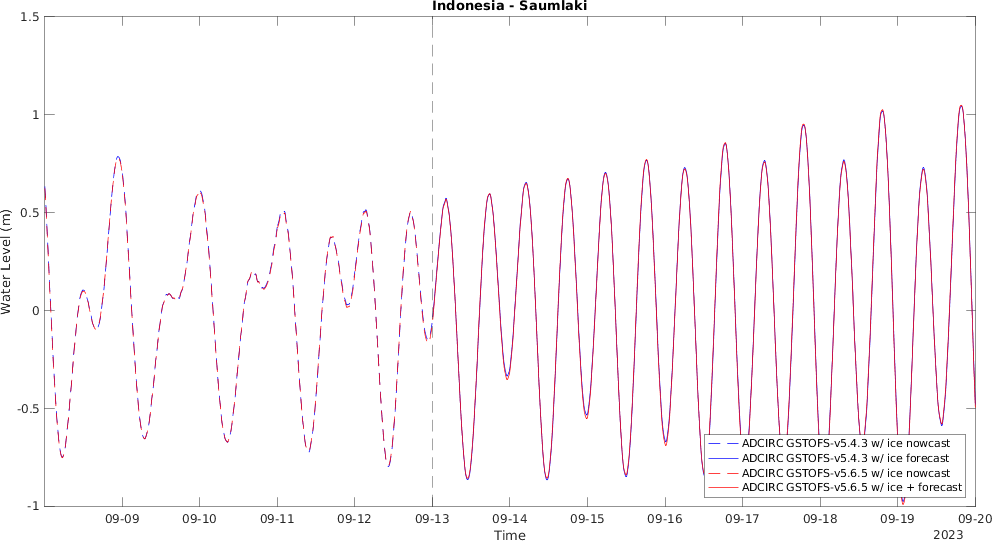 Indonesia - Saumlaki
1.5
1
0.5
0
-0.5
-1
Water Level (m)
ADCIRC GSTOFS-v5.4.3 w/ ice nowcast
ADCIRC GSTOFS-v5.4.3 w/ ice forecast
ADCIRC GSTOFS-v5.6.5 w/ ice nowcast
ADCIRC GSTOFS-v5.6.5 w/ ice + forecast
09-09 09-10 09-11 09-12 09-13 09-14 09-15 09-16 09-17 09-18 09-19 09-20
Time
2023